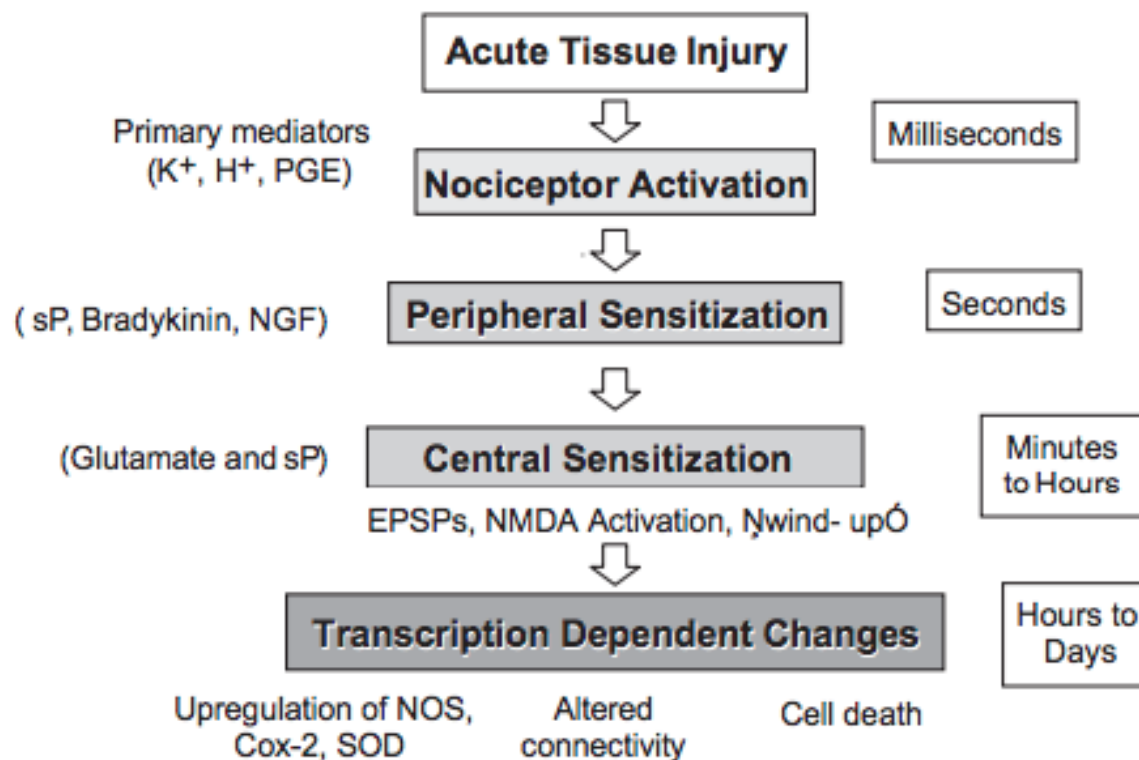 Acute Tissue Injury
Primary mediators
(K+, H+, PGE)
Milliseconds
Nociceptor Activation
( sP, Bradykinin, NGF)
Peripheral Sensitization
Seconds
(Glutamate and sP)
Central Sensitization
Minutes
to Hours
EPSPs, NMDA Activation, Ņwind- upÓ
Transcription Dependent Changes
Hours to
Days
Upregulation of NOS,
Cox-2, SOD
Altered
connectivity
Cell death